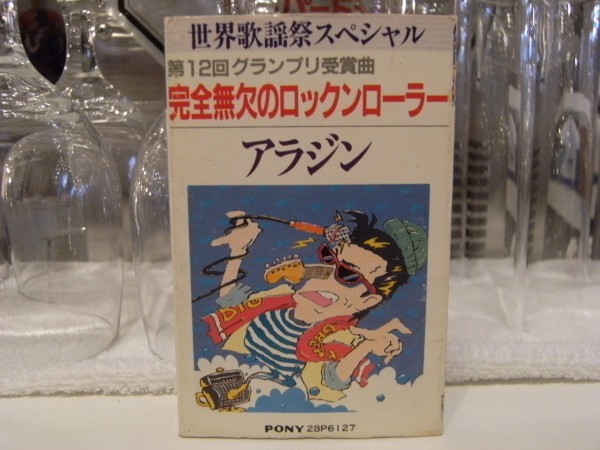 世界歌謡祭スペシャル
第12回グランプリ受賞曲
完全無欠のロックンローラー
アラジン
PONY 28P6127